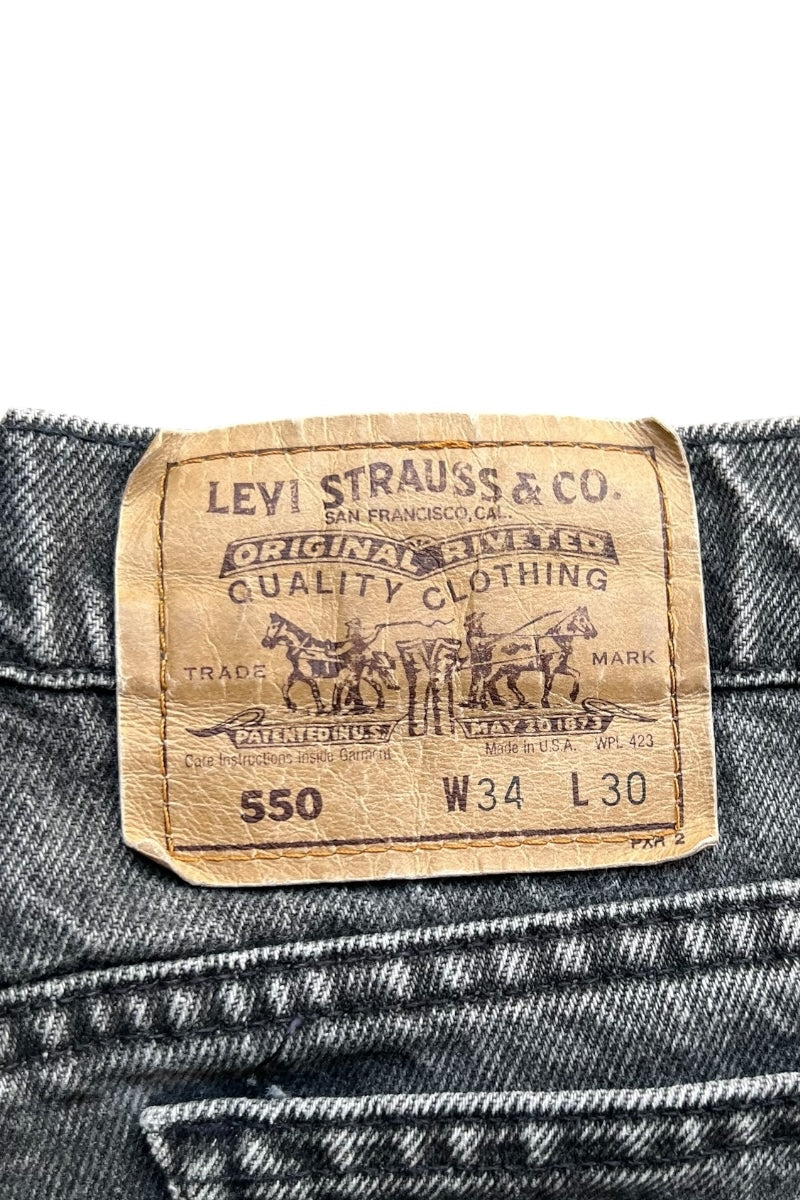 LEVI STRAUSS & CO.
SAN FRANCISCO, CAL.
ORIGINAL RIVETED
QUALITY CLOTHING
TRADE MARK
PATENTED IN U.S. MAY 20 1873
Care Instructions Inside Garment Made in U.S.A. WPL 423
550 W34 L30
PXH 2